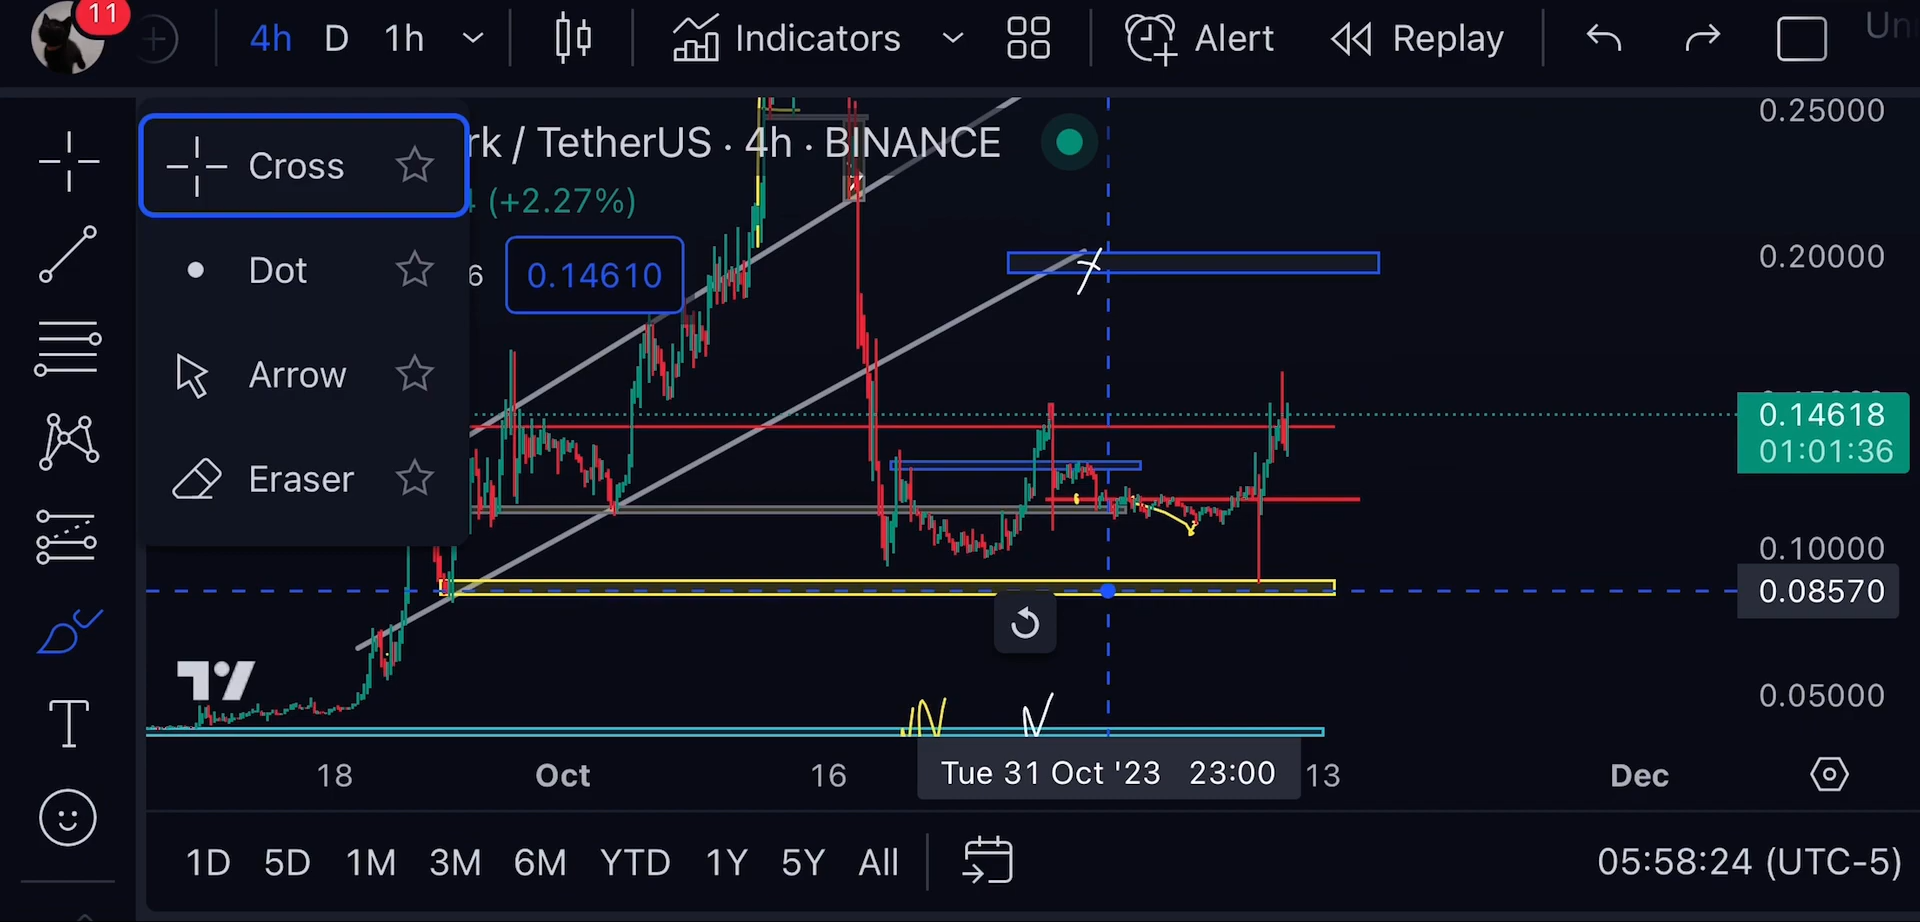 11
4h D 1h Indicators Alert Replay Un
Cross
rk / TetherUS · 4h · BINANCE
(+2.27%)
Dot
6 0.14610
Arrow
Eraser
0.25000
0.20000
0.14618
01:01:36
0.10000
0.08570
0.05000
18 Oct 16 Tue 31 Oct '23 23:00 13 Dec
1D 5D 1M 3M 6M YTD 1Y 5Y All 05:58:24 (UTC-5)